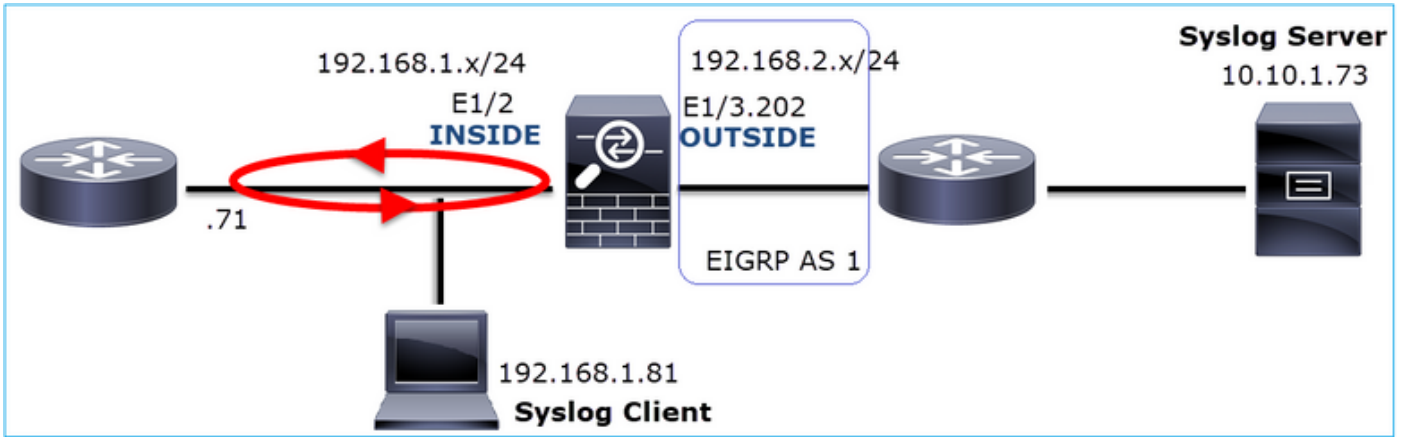 192.168.1.x/24
E1/2
INSIDE
.71
192.168.1.81
Syslog Client
192.168.2.x/24
E1/3.202
OUTSIDE
EIGRP AS 1
Syslog Server
10.10.1.73